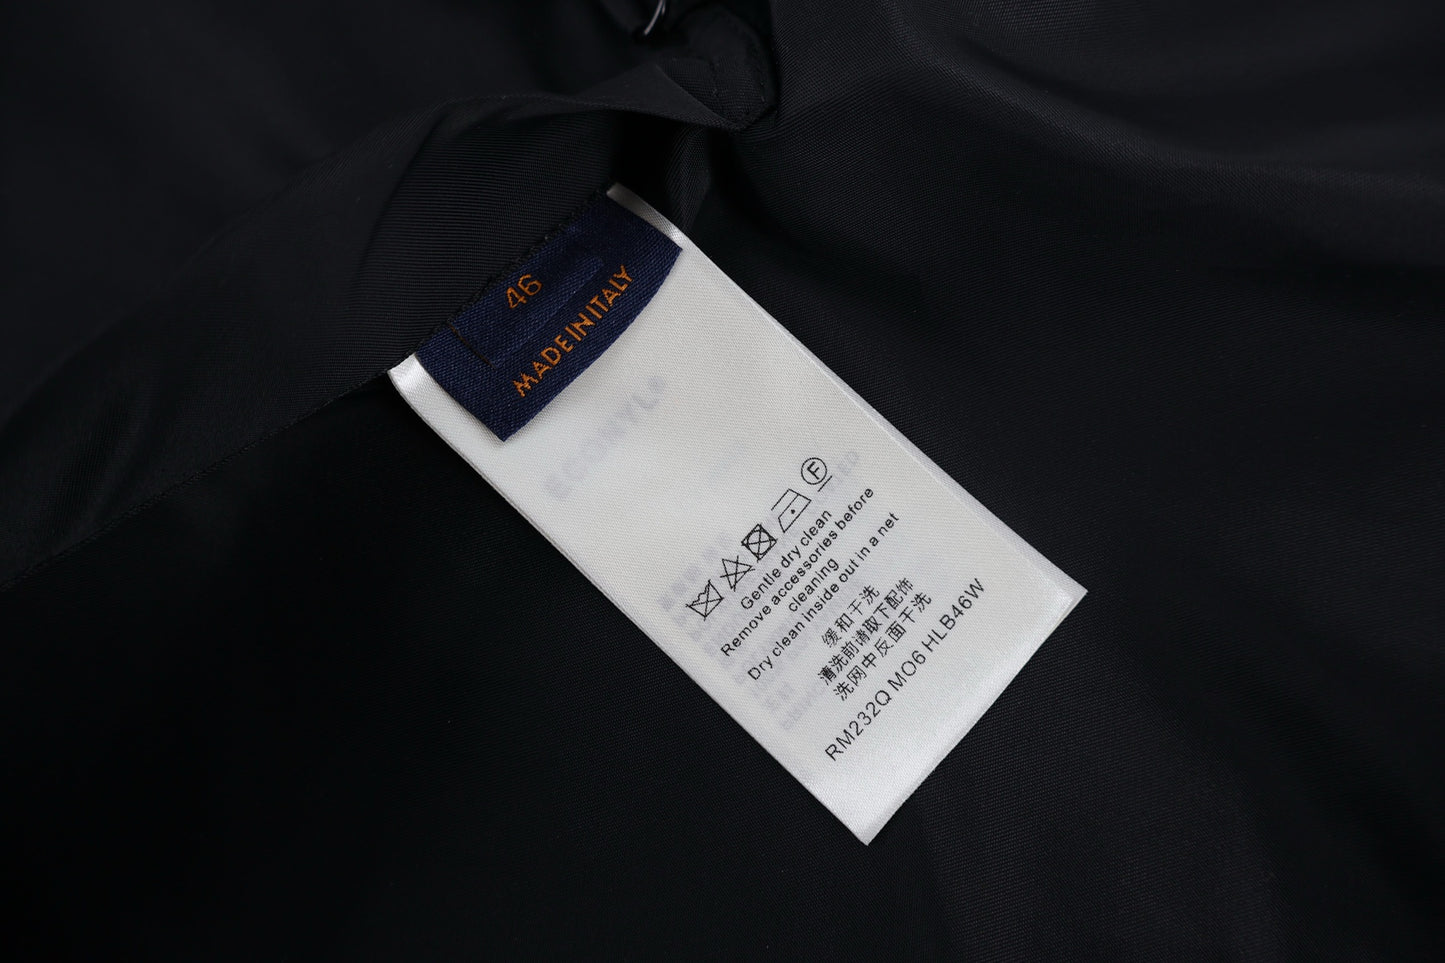 46
MADE IN ITALY
ECONYL®
F
Gentle dry clean
Remove accessories before
cleaning
Dry clean inside out in a net
缓和干洗
清洗前请取下配饰
洗网中反面干洗
RM232Q MO6 HLB46W